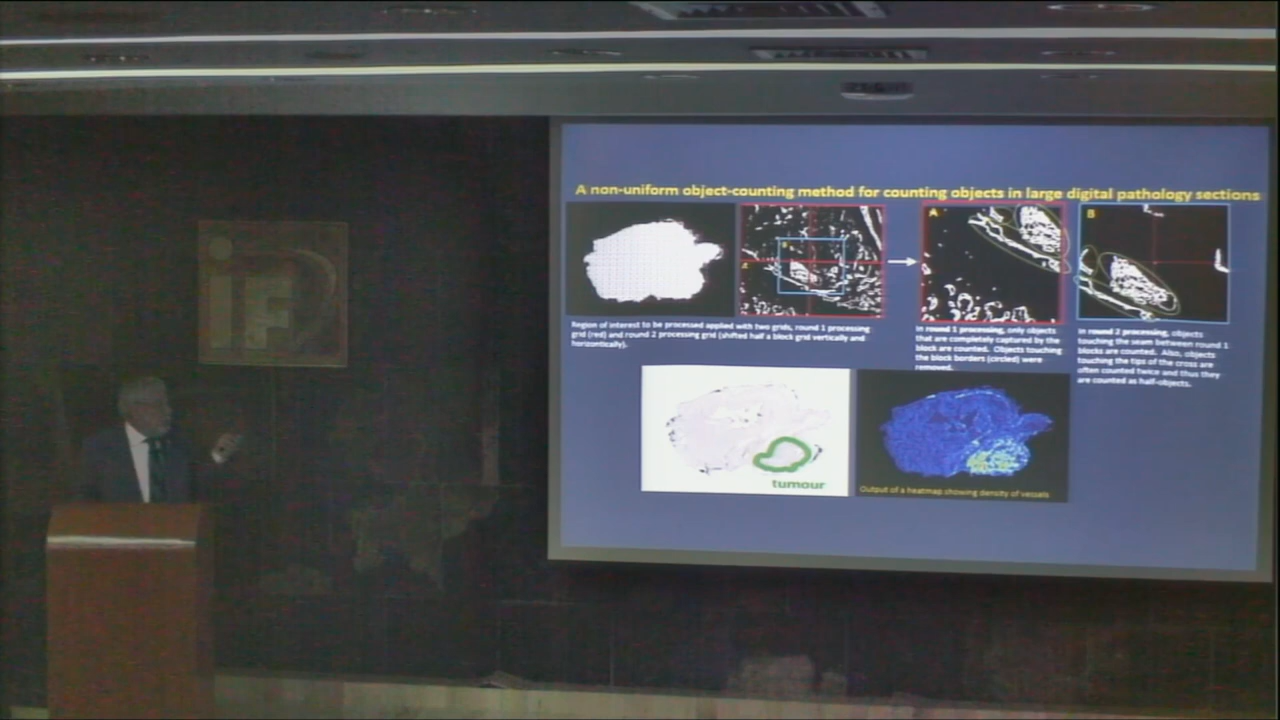 A non-uniform object-counting method for counting objects in large digital pathology sections
A
B
Region of interest to be processed applied with two grids, round 1 processing
grid (red) and round 2 processing grid (shifted half a block grid vertically and
horizontally).
In round 1 processing, only objects
that are completely captured by the
block are counted. Objects touching
the block borders (circled) were
removed.
In round 2 processing, objects
touching the seam between round 1
blocks are counted. Also, objects
touching the tips of the cross are
often counted twice and thus they
are counted as half-objects.
tumour
Output of a heatmap showing density of vessels
iF